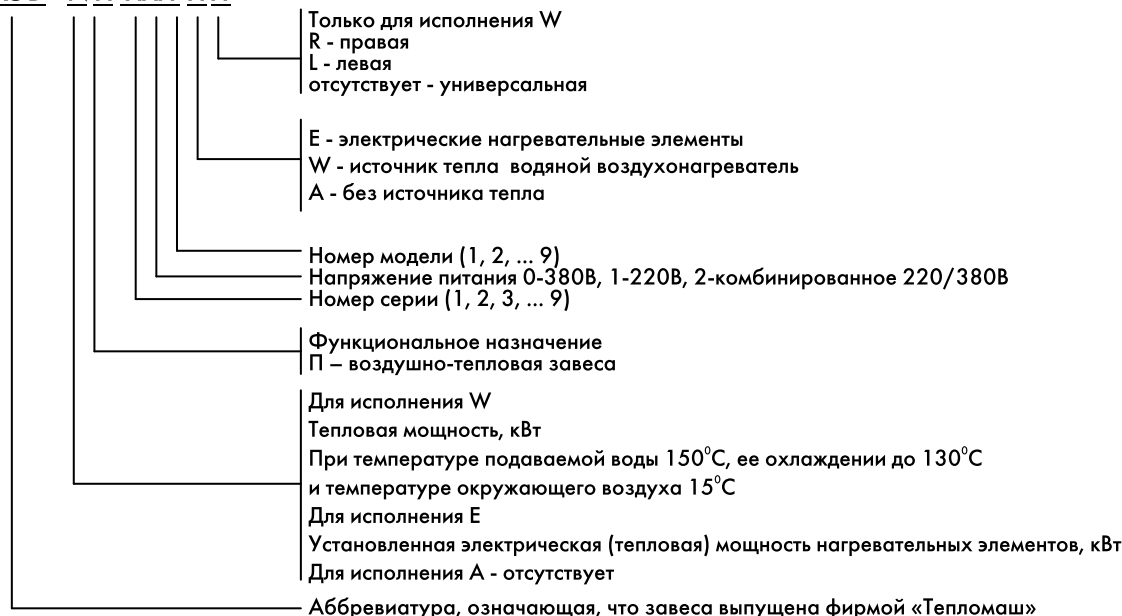 Только для исполнения W
R - правая
L - левая
отсутствует - универсальная
E - электрические нагревательные элементы
W - источник тепла водяной воздухонагреватель
A - без источника тепла
Номер модели (1, 2, ... 9)
Напряжение питания 0-380В, 1-220В, 2-комбинированное 220/380В
Номер серии (1, 2, 3, ... 9)
Функциональное назначение
П – воздушно-тепловая завеса
Для исполнения W
Тепловая мощность, кВт
При температуре подаваемой воды 150⁰С, ее охлаждении до 130⁰С
и температуре окружающего воздуха 15⁰С
Для исполнения E
Установленная электрическая (тепловая) мощность нагревательных элементов, кВт
Для исполнения А - отсутствует
Аббревиатура, означающая, что завеса выпущена фирмой «Тепломаш»